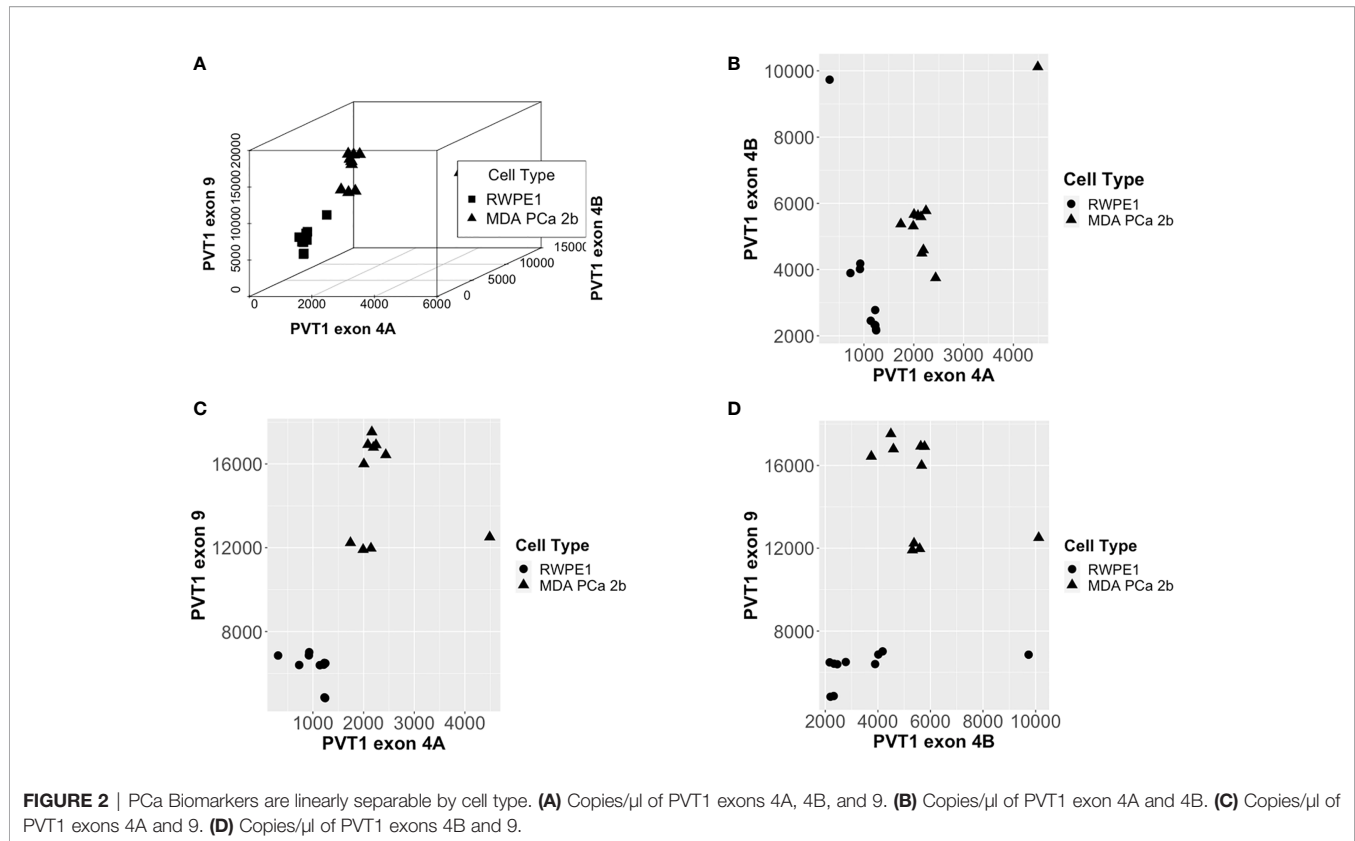 A
PVT1 exon 9
0 5000 10000 15000 20000
0 2000 4000 6000
PVT1 exon 4A
0 5000 10000 15000
PVT1 exon 4B
Cell Type
RWPE1
MDA PCa 2b
B
PVT1 exon 4B
10000
8000
6000
4000
2000
1000 2000 3000 4000
PVT1 exon 4A
Cell Type
RWPE1
MDA PCa 2b
C
PVT1 exon 9
16000
12000
8000
1000 2000 3000 4000
PVT1 exon 4A
Cell Type
RWPE1
MDA PCa 2b
D
PVT1 exon 9
16000
12000
8000
2000 4000 6000 8000 10000
PVT1 exon 4B
Cell Type
RWPE1
MDA PCa 2b
FIGURE 2 | PCa Biomarkers are linearly separable by cell type. (A) Copies/µl of PVT1 exons 4A, 4B, and 9. (B) Copies/µl of PVT1 exon 4A and 4B. (C) Copies/µl of
PVT1 exons 4A and 9. (D) Copies/µl of PVT1 exons 4B and 9.